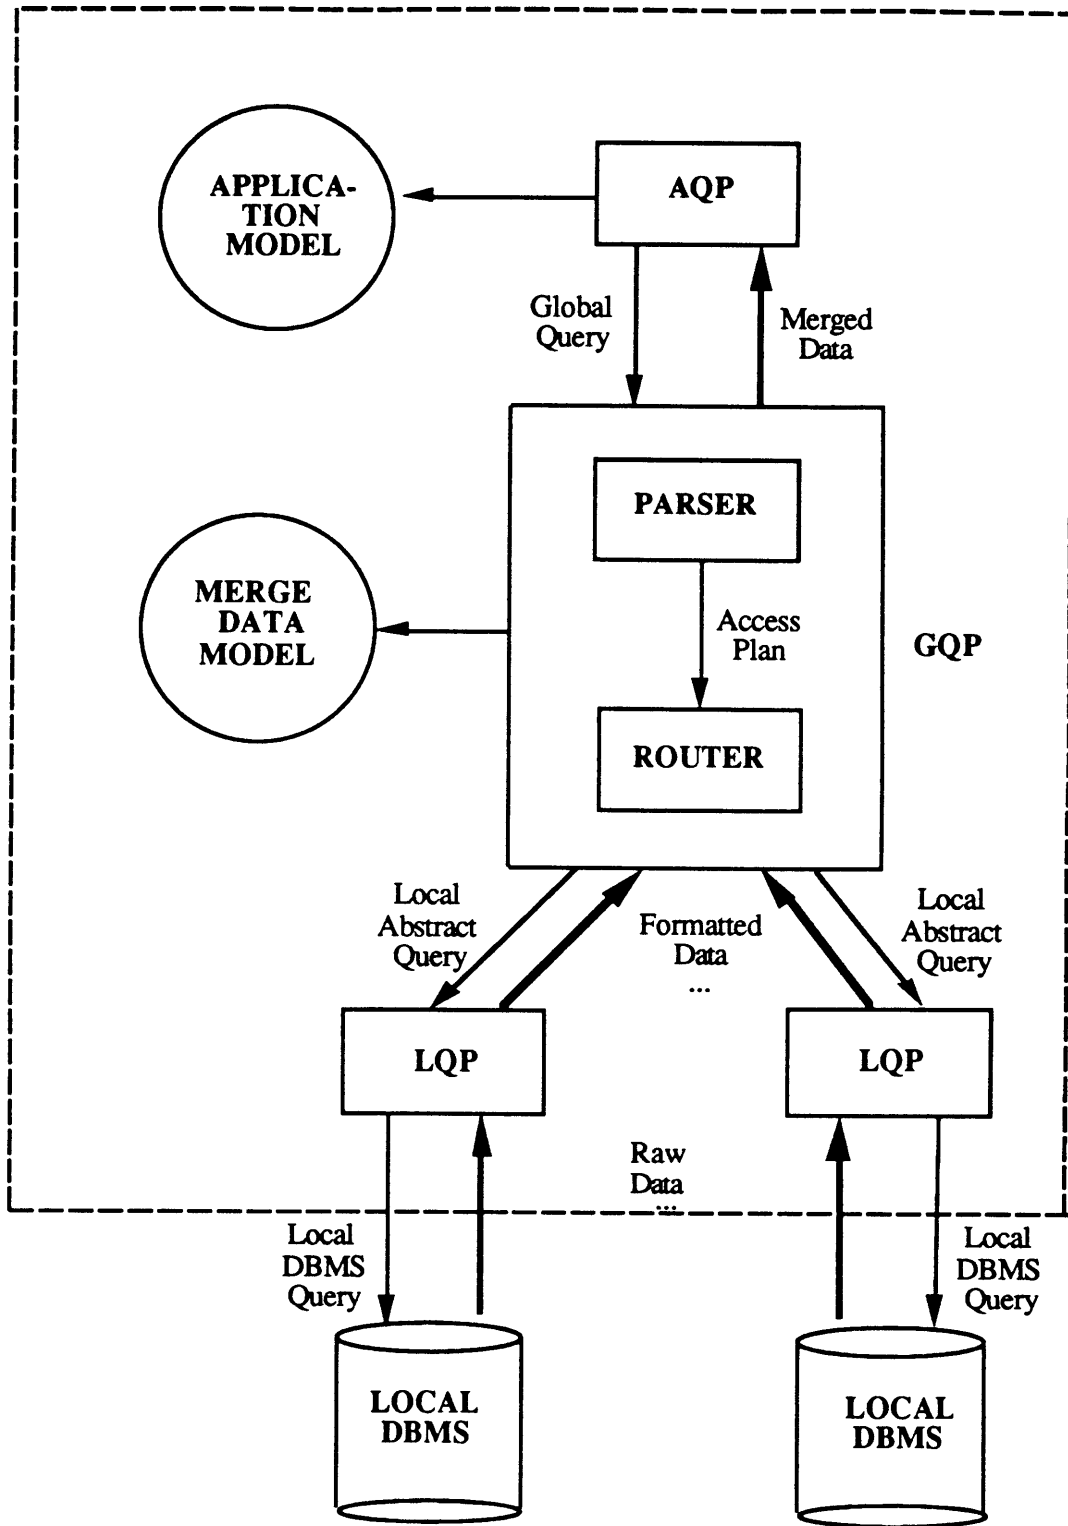 APPLICA-
TION
MODEL
AQP
Global
Query
Merged
Data
PARSER
MERGE
DATA
MODEL
Access
Plan
GQP
ROUTER
Local
Abstract
Query
Formatted
Data
...
Local
Abstract
Query
LQP
LQP
Raw
Data
...
Local
DBMS
Query
Local
DBMS
Query
LOCAL
DBMS
LOCAL
DBMS